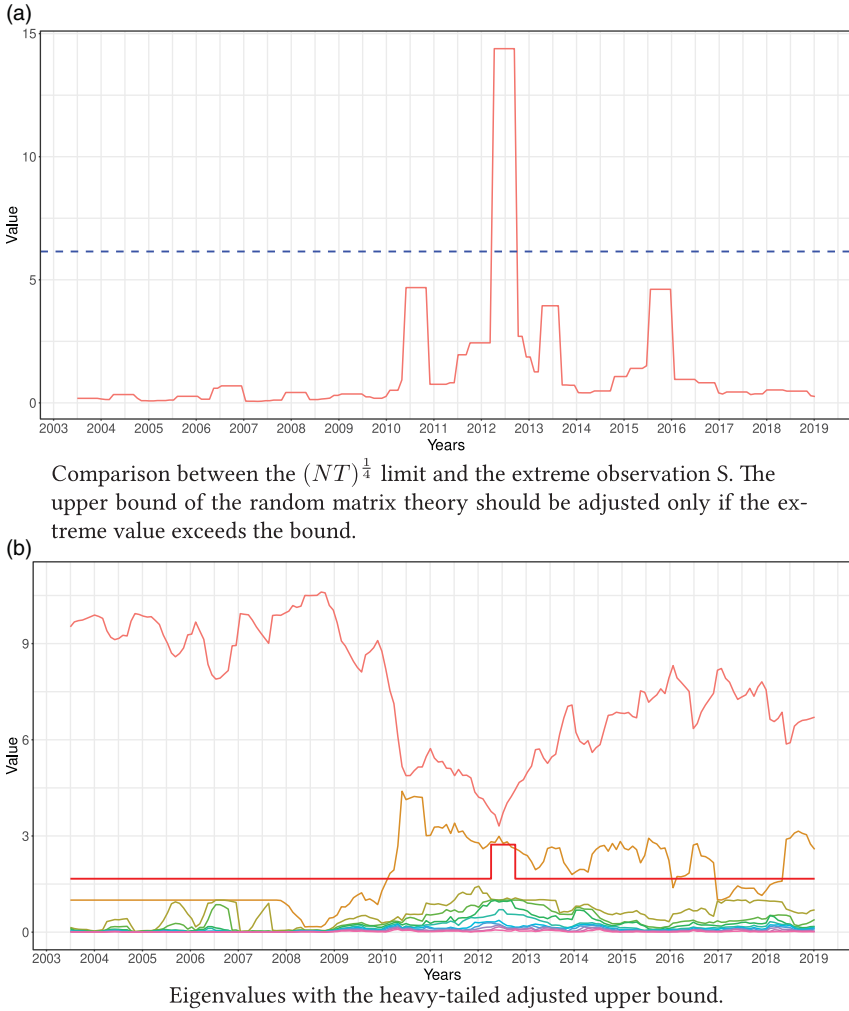 (a)
15
10
5
0
Value
2003 2004 2005 2006 2007 2008 2009 2010 2011 2012 2013 2014 2015 2016 2017 2018 2019
Years
Comparison between the (NT)^{1/4} limit and the extreme observation S. The
upper bound of the random matrix theory should be adjusted only if the ex-
treme value exceeds the bound.
(b)
9
6
3
0
Value
2003 2004 2005 2006 2007 2008 2009 2010 2011 2012 2013 2014 2015 2016 2017 2018 2019
Years
Eigenvalues with the heavy-tailed adjusted upper bound.